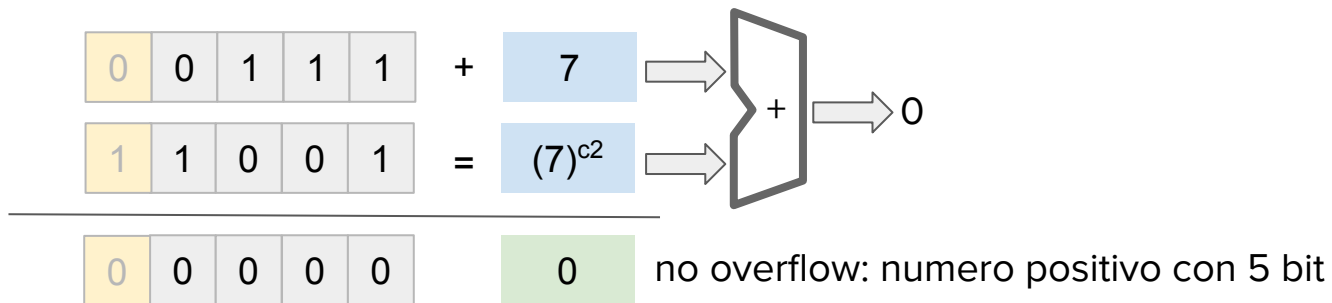 0 0 1 1 1 + 7
+ 0
1 1 0 0 1 = (7)^c2
0 0 0 0 0 0 no overflow: numero positivo con 5 bit